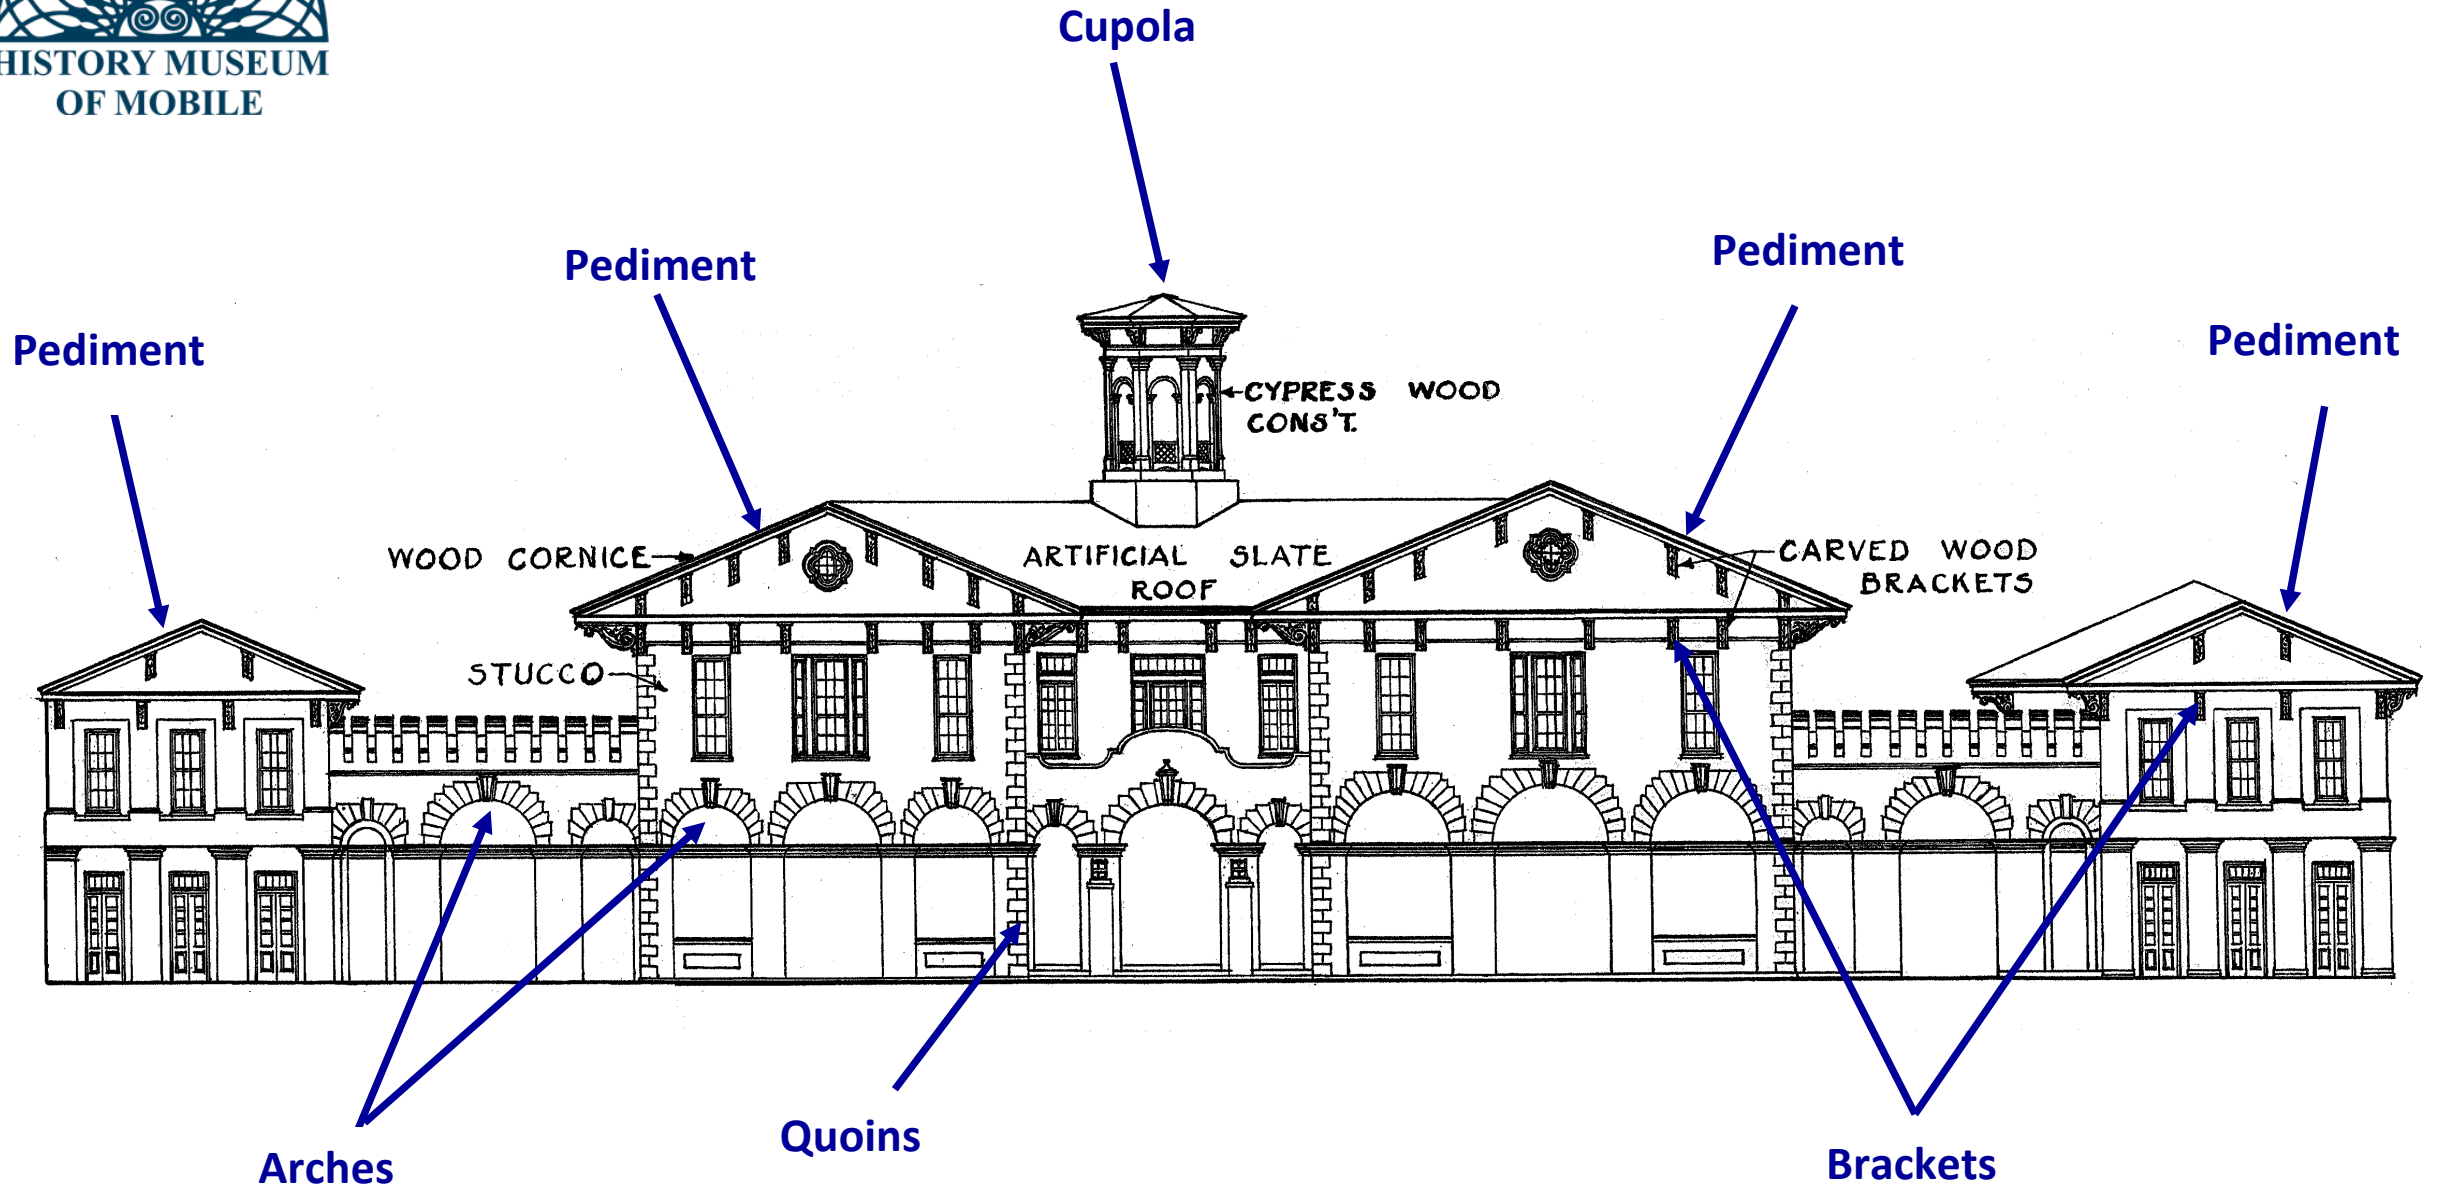 HISTORY MUSEUM
OF MOBILE
Cupola
Pediment
Pediment
Pediment
Pediment
CYPRESS WOOD
CONS'T.
WOOD CORNICE
ARTIFICIAL SLATE
ROOF
CARVED WOOD
BRACKETS
STUCCO
Arches
Quoins
Brackets